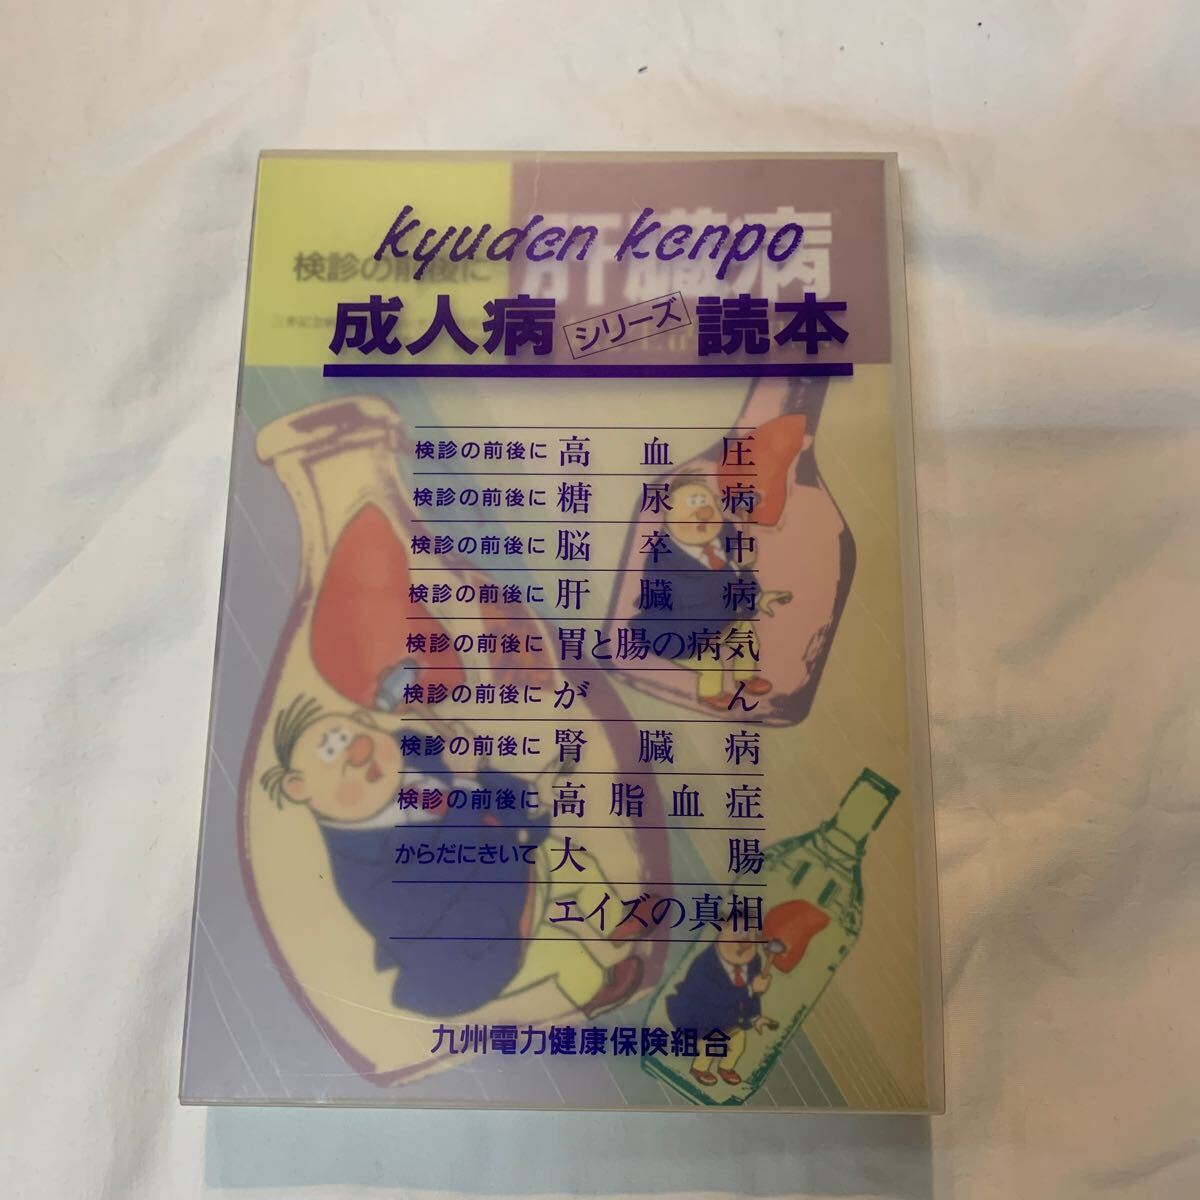 kyuden kenpo
検診の前後に 肝臓病
成人病 シリーズ 読本
検診の前後に 高血圧
検診の前後に 糖尿病
検診の前後に 脳卒中
検診の前後に 肝臓病
検診の前後に 胃と腸の病気
検診の前後に がん
検診の前後に 腎臓病
検診の前後に 高脂血症
からだにきいて 大腸
エイズの真相
九州電力健康保険組合